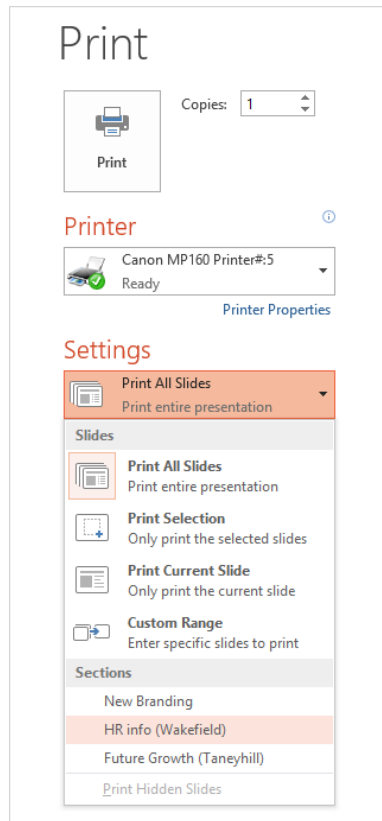 Print
Copies: 1
Print
Printer
Canon MP160 Printer#:5
Ready
Printer Properties
Settings
Print All Slides
Print entire presentation
Slides
Print All Slides
Print entire presentation
Print Selection
Only print the selected slides
Print Current Slide
Only print the current slide
Custom Range
Enter specific slides to print
Sections
New Branding
HR info (Wakefield)
Future Growth (Taneyhill)
Print Hidden Slides